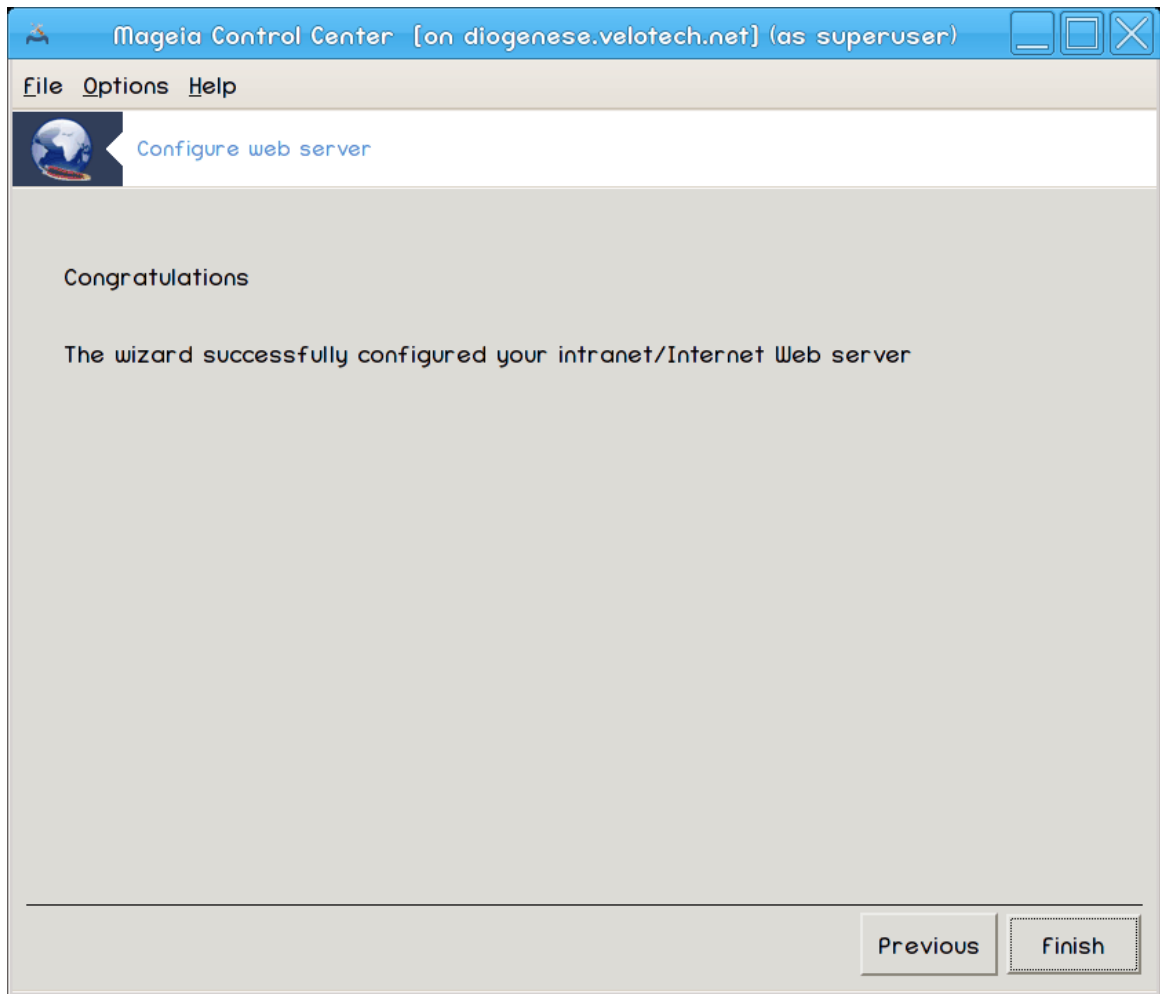 Mageia Control Center [on diogenese.velotech.net] (as superuser)
File Options Help
Configure web server
Congratulations
The wizard successfully configured your intranet/Internet Web server
Previous Finish